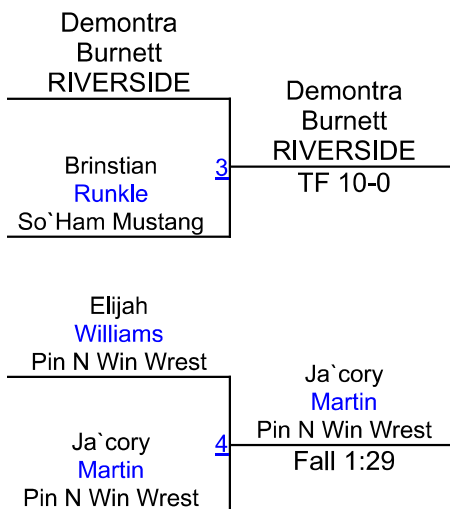 Demontra
Burnett
RIVERSIDE
Brinstian
Runkle
So`Ham Mustang
3
Demontra
Burnett
RIVERSIDE
TF 10-0
Elijah
Williams
Pin N Win Wrest
Ja`cory
Martin
Pin N Win Wrest
4
Ja`cory
Martin
Pin N Win Wrest
Fall 1:29